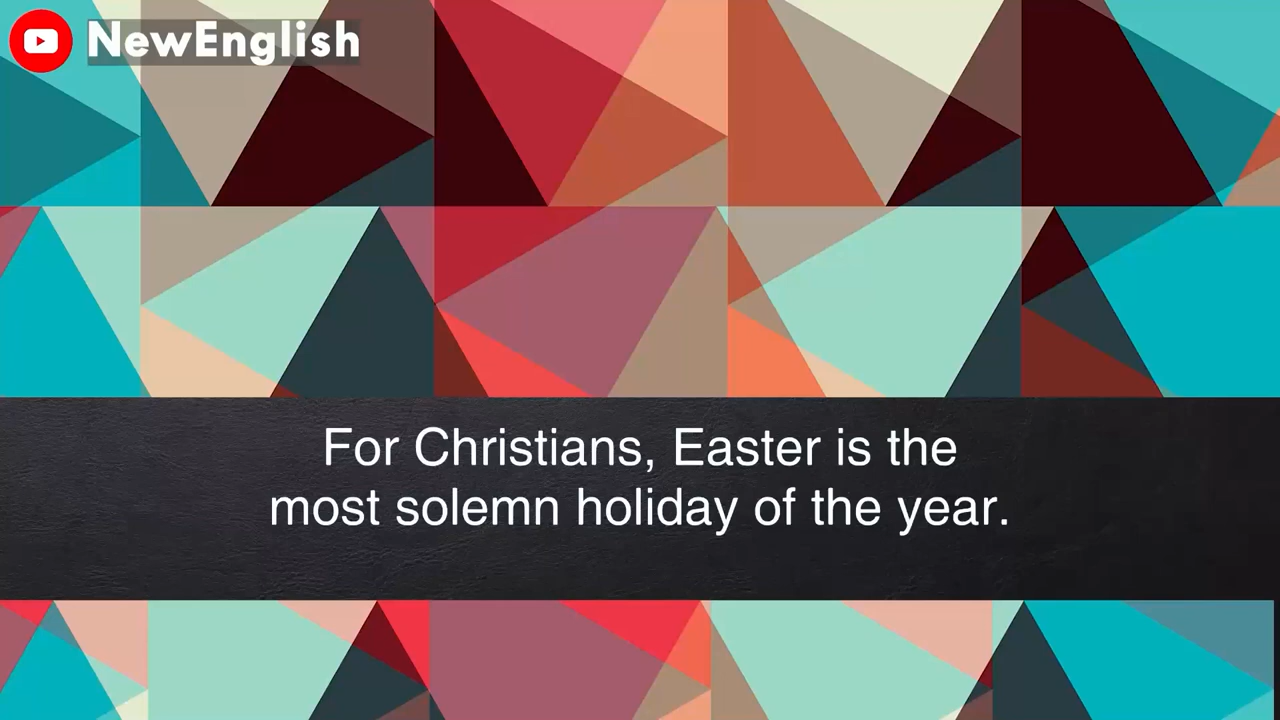 NewEnglish
For Christians, Easter is the
most solemn holiday of the year.